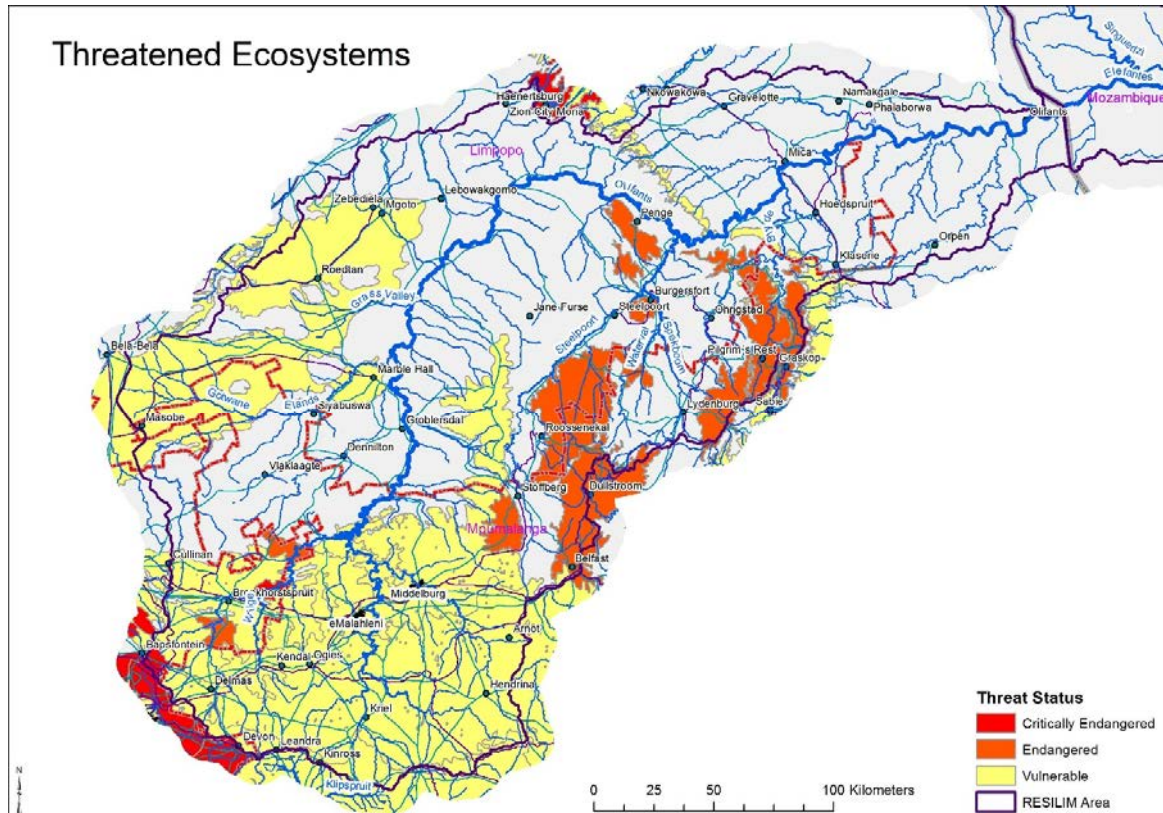 Threatened Ecosystems
Singuedzi
Elefantes
Mozambique
Haenertsburg
Nkowakowa
Namakgale
Zion City Moria
Gravelotte
Phalaborwa
Olifants
Limpopo
Mica
Zebediela
Lebowakgomo
Olifants
Mgoto
Penge
Hoedspruit
Blyde
Orpen
Klaserie
Roedtan
Grass Valley
Burgersfort
Jane Furse
Steelpoort
Ohrigstad
Steelpoort
Waterval
Spekboom
Bela-Bela
Pilgrim's Rest
Graskop
Marble Hall
Gotwane
Elands
Siyabuswa
Masobe
Groblersdal
Lydenburg
Sabie
Roossenekal
Dennilton
Vlaklaagte
Stoffberg
Dullstroom
Mpumalanga
Cullinan
Belfast
Bronkhorstspruit
Wilge
Middelburg
eMalahleni
Arnot
Bapsfontein
Kendal
Ogies
Delmas
Hendrina
Kriel
Devon
Leandra
Kinross
Klipspruit
Threat Status
Critically Endangered
Endangered
Vulnerable
RESILIM Area
0 25 50 100 Kilometers
N